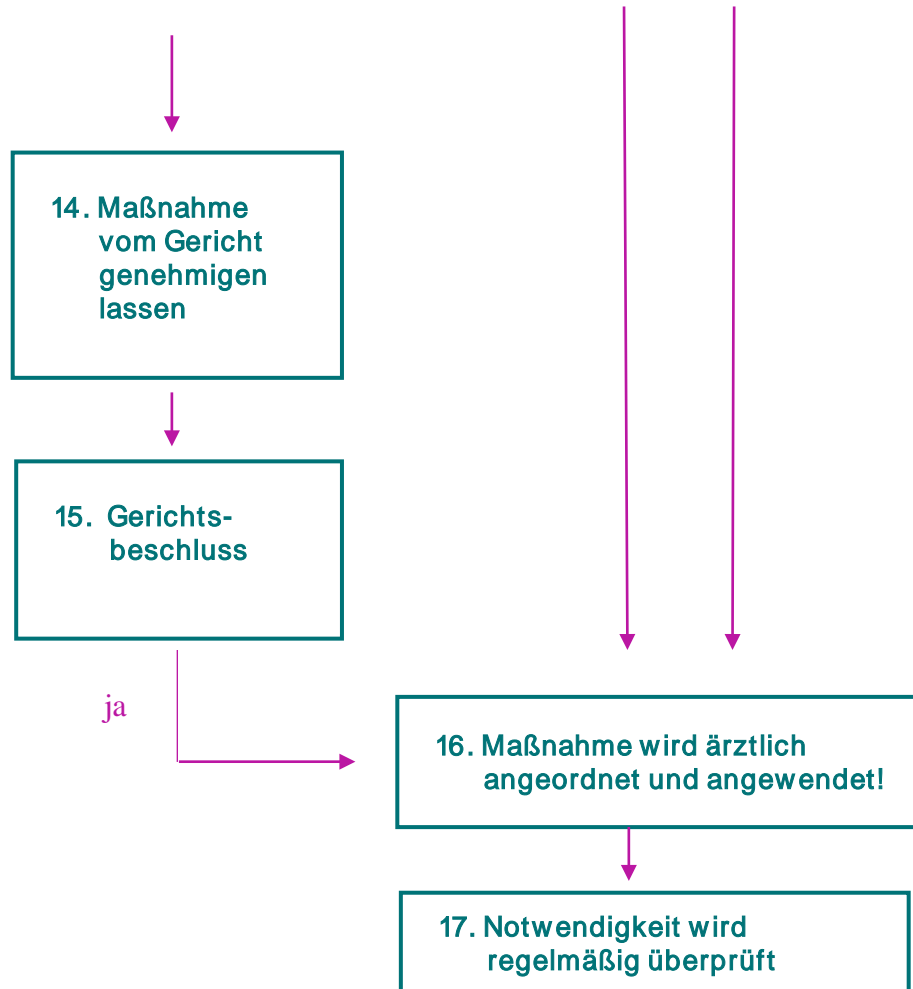 14. Maßnahme
vom Gericht
genehmigen
lassen
15. Gerichts-
beschluss
ja
16. Maßnahme wird ärztlich
angeordnet und angewendet!
17. Notwendigkeit wird
regelmäßig überprüft